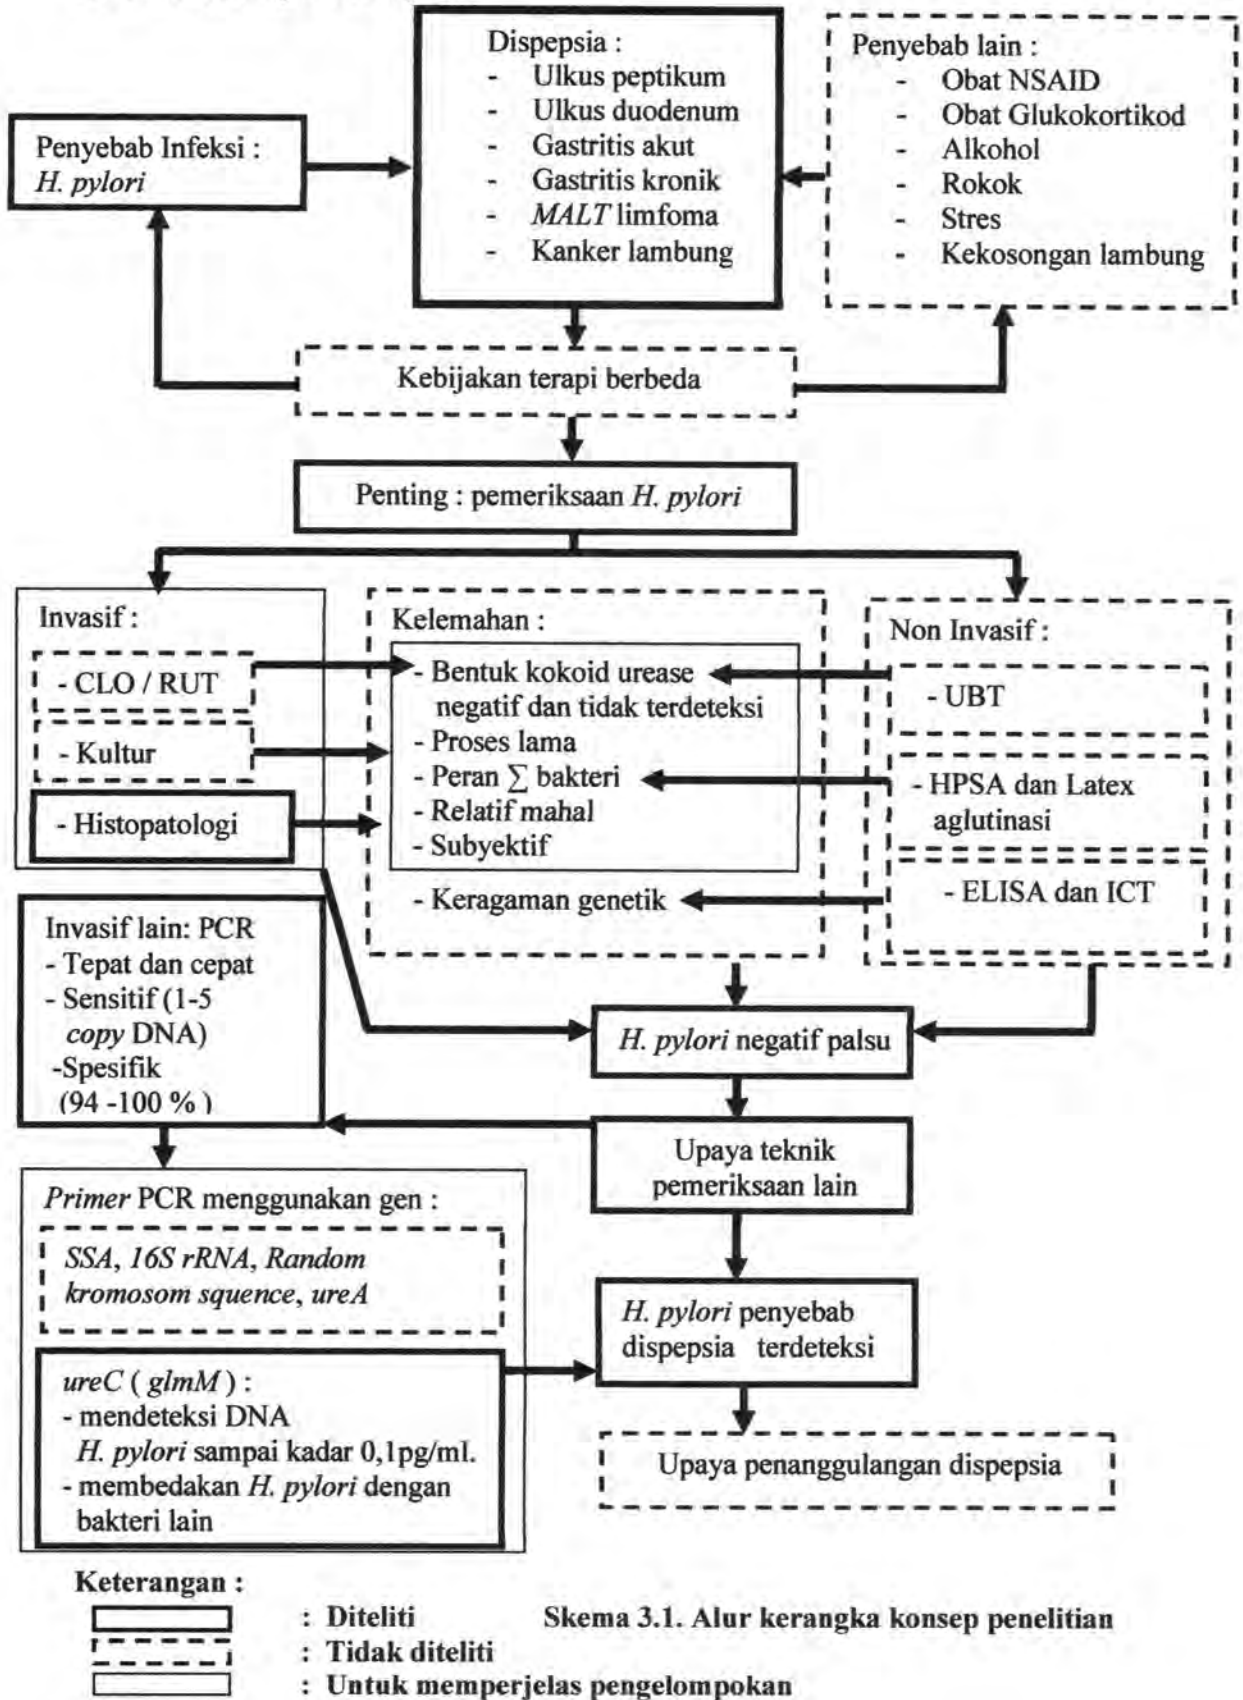 Dispepsia :
- Ulkus peptikum
- Ulkus duodenum
- Gastritis akut
- Gastritis kronik
- MALT limfoma
- Kanker lambung
Penyebab lain :
- Obat NSAID
- Obat Glukokortikod
- Alkohol
- Rokok
- Stres
- Kekosongan lambung
Penyebab Infeksi :
H. pylori
Kebijakan terapi berbeda
Penting : pemeriksaan H. pylori
Invasif :
- CLO / RUT
- Kultur
- Histopatologi
Kelemahan :
- Bentuk kokoid urease
negatif dan tidak terdeteksi
- Proses lama
- Peran ∑ bakteri
- Relatif mahal
- Subyektif
- Keragaman genetik
Non Invasif :
- UBT
- HPSA dan Latex
aglutinasi
- ELISA dan ICT
Invasif lain: PCR
- Tepat dan cepat
- Sensitif (1-5
copy DNA)
-Spesifik
(94 -100 % )
H. pylori negatif palsu
Upaya teknik
pemeriksaan lain
Primer PCR menggunakan gen :
SSA, 16S rRNA, Random
kromosom squence, ureA
ureC ( glmM ) :
- mendeteksi DNA
H. pylori sampai kadar 0,1pg/ml.
- membedakan H. pylori dengan
bakteri lain
H. pylori penyebab
dispepsia terdeteksi
Upaya penanggulangan dispepsia
Keterangan :
: Diteliti
Skema 3.1. Alur kerangka konsep penelitian
: Tidak diteliti
: Untuk memperjelas pengelompokan